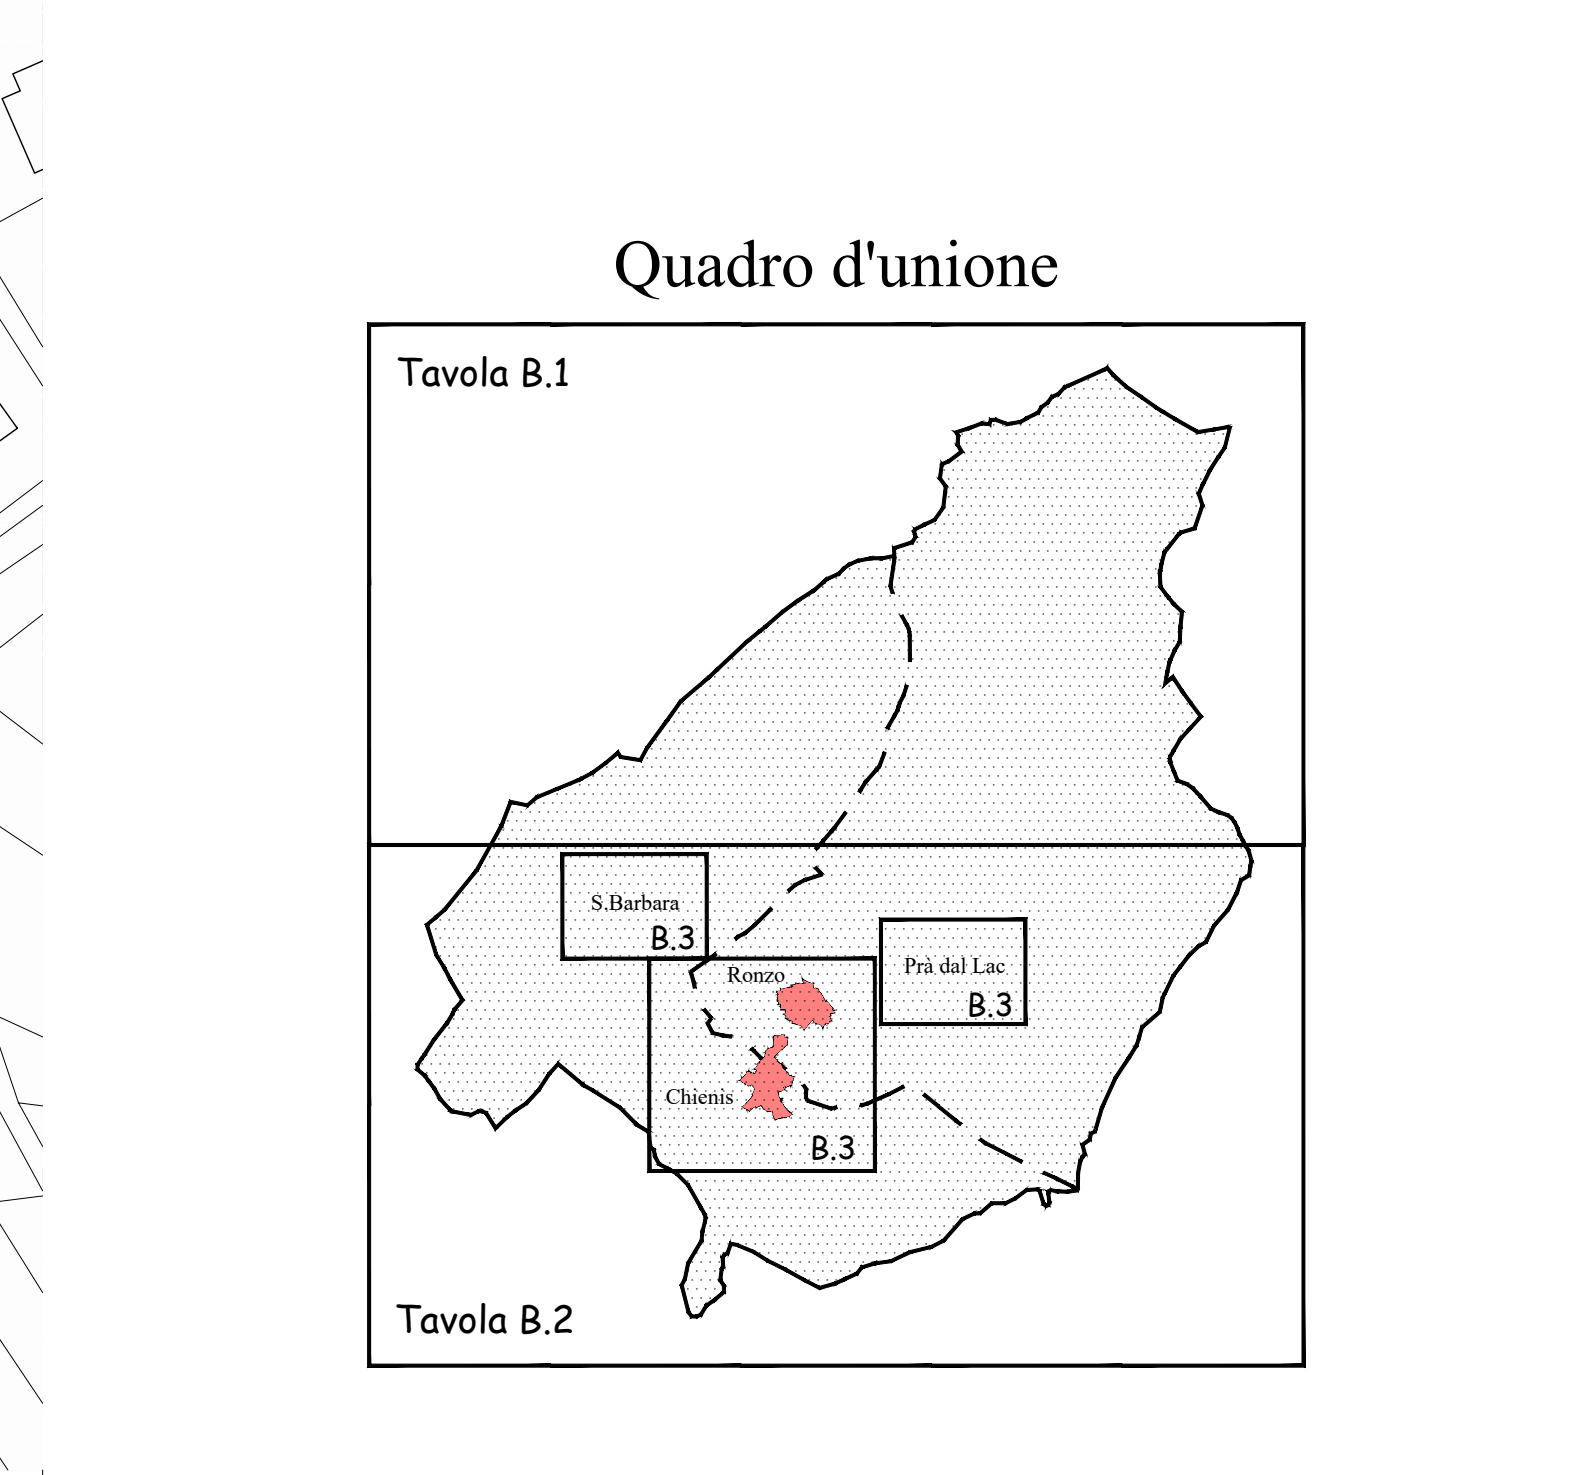 Quadro d'unione
Tavola B.1
S.Barbara
B.3
Prà dal Lac
B.3
Ronzo
Chienis
B.3
Tavola B.2